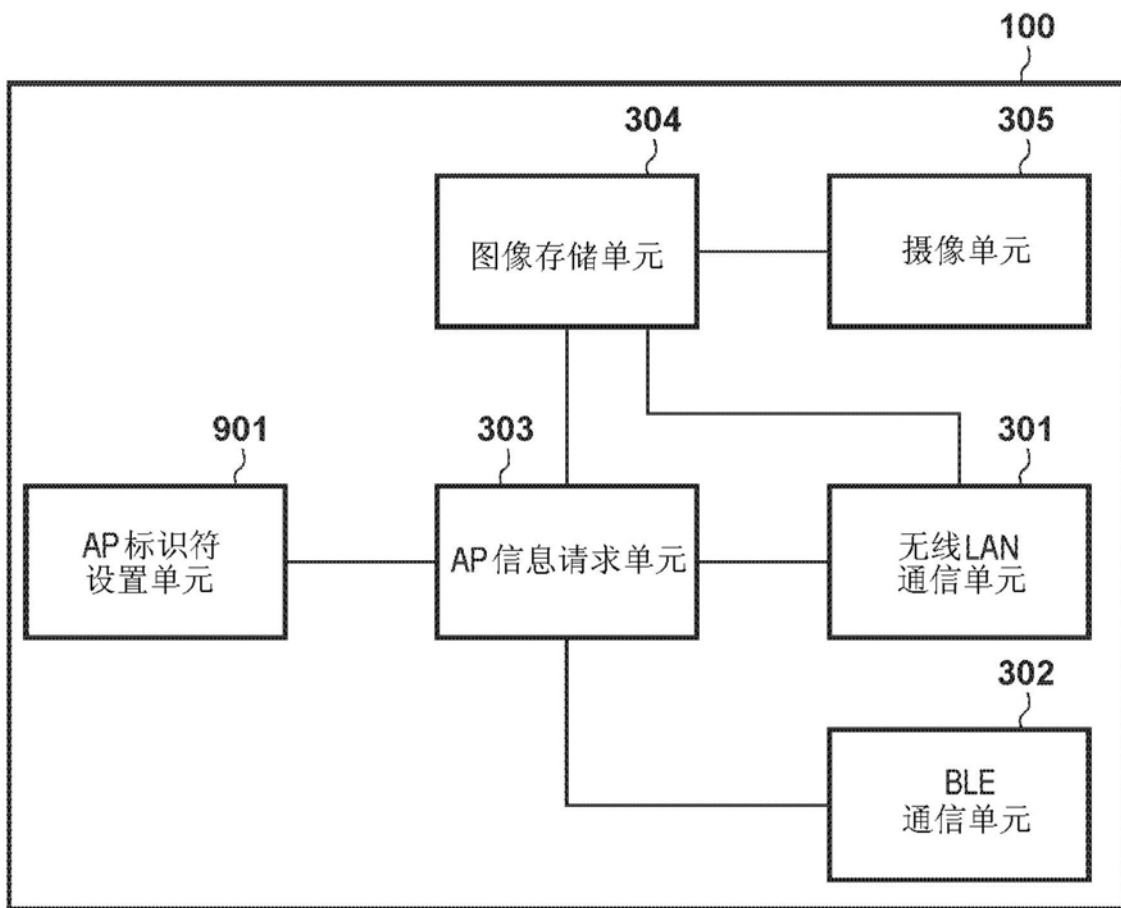 100
304
305
图像存储单元
摄像单元
901
303
301
AP标识符
设置单元
AP信息请求单元
无线LAN
通信单元
302
BLE
通信单元